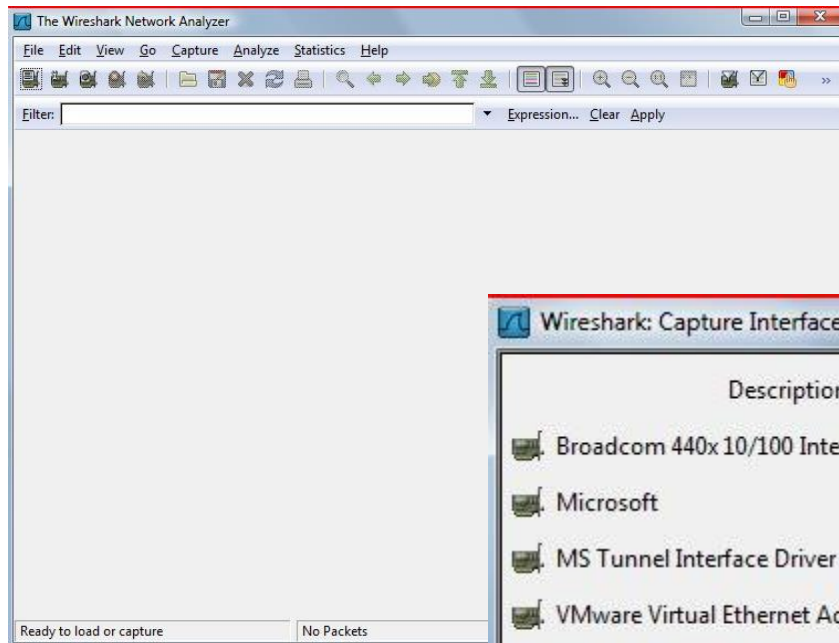 The Wireshark Network Analyzer
File Edit View Go Capture Analyze Statistics Help
Filter: Expression... Clear Apply
Wireshark: Capture Interface
Description
Broadcom 440x 10/100 Inte
Microsoft
MS Tunnel Interface Driver
VMware Virtual Ethernet Ad
Ready to load or capture No Packets